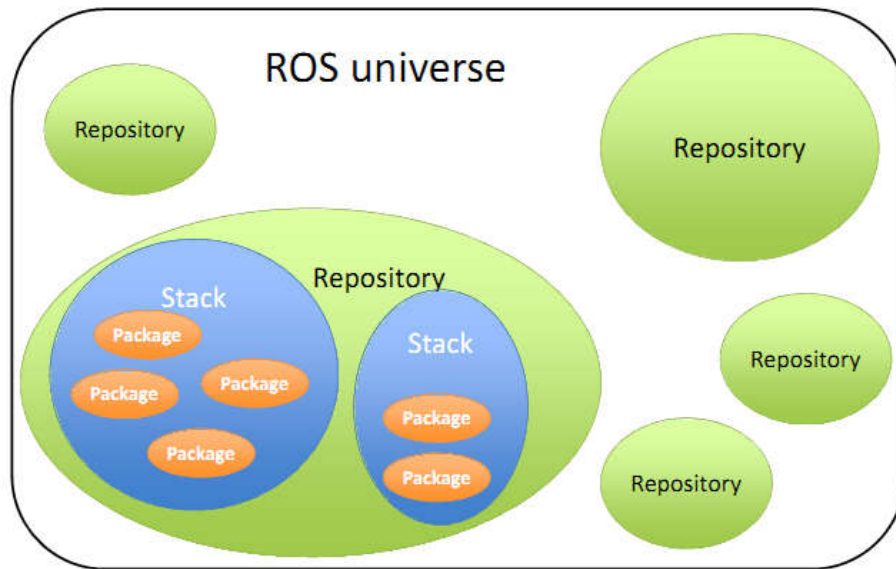 ROS universe
Repository
Repository
Repository
Stack
Package
Package
Package
Package
Stack
Package
Package
Repository
Repository